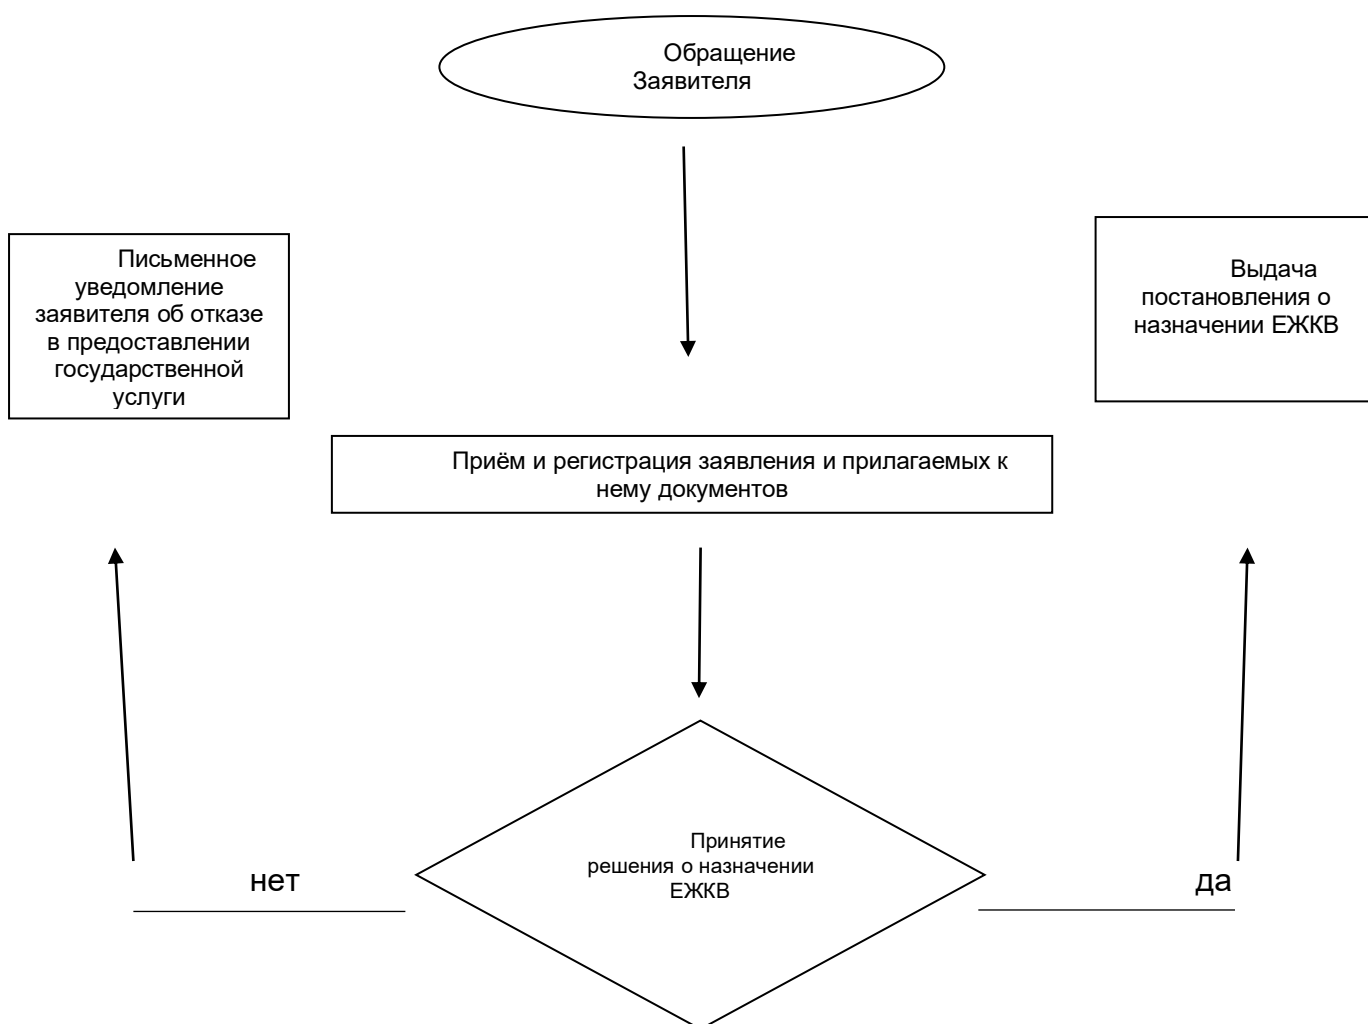 Обращение
Заявителя
Письменное
уведомление
заявителя об отказе
в предоставлении
государственной
услуги
Выдача
постановления о
назначении ЕЖКВ
Приём и регистрация заявления и прилагаемых к
нему документов
Принятие
решения о назначении
ЕЖКВ
нет
да